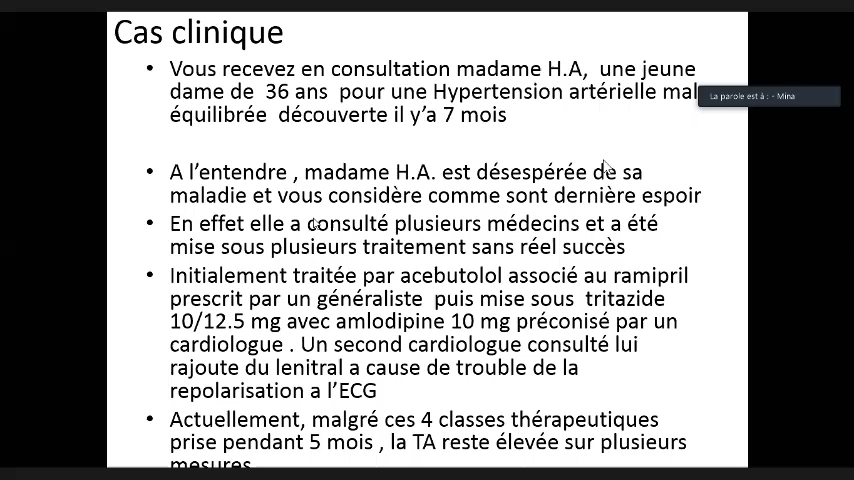 Cas clinique
• Vous recevez en consultation madame H.A, une jeune
dame de 36 ans pour une Hypertension artérielle mal
équilibrée découverte il y'a 7 mois
La parole est à : - Mina
• A l'entendre , madame H.A. est désespérée de sa
maladie et vous considère comme sont dernière espoir
• En effet elle a consulté plusieurs médecins et a été
mise sous plusieurs traitement sans réel succès
• Initialement traitée par acebutolol associé au ramipril
prescrit par un généraliste puis mise sous tritazide
10/12.5 mg avec amlodipine 10 mg préconisé par un
cardiologue . Un second cardiologue consulté lui
rajoute du lenitral a cause de trouble de la
repolarisation a l'ECG
• Actuellement, malgré ces 4 classes thérapeutiques
prise pendant 5 mois , la TA reste élevée sur plusieurs
mesures